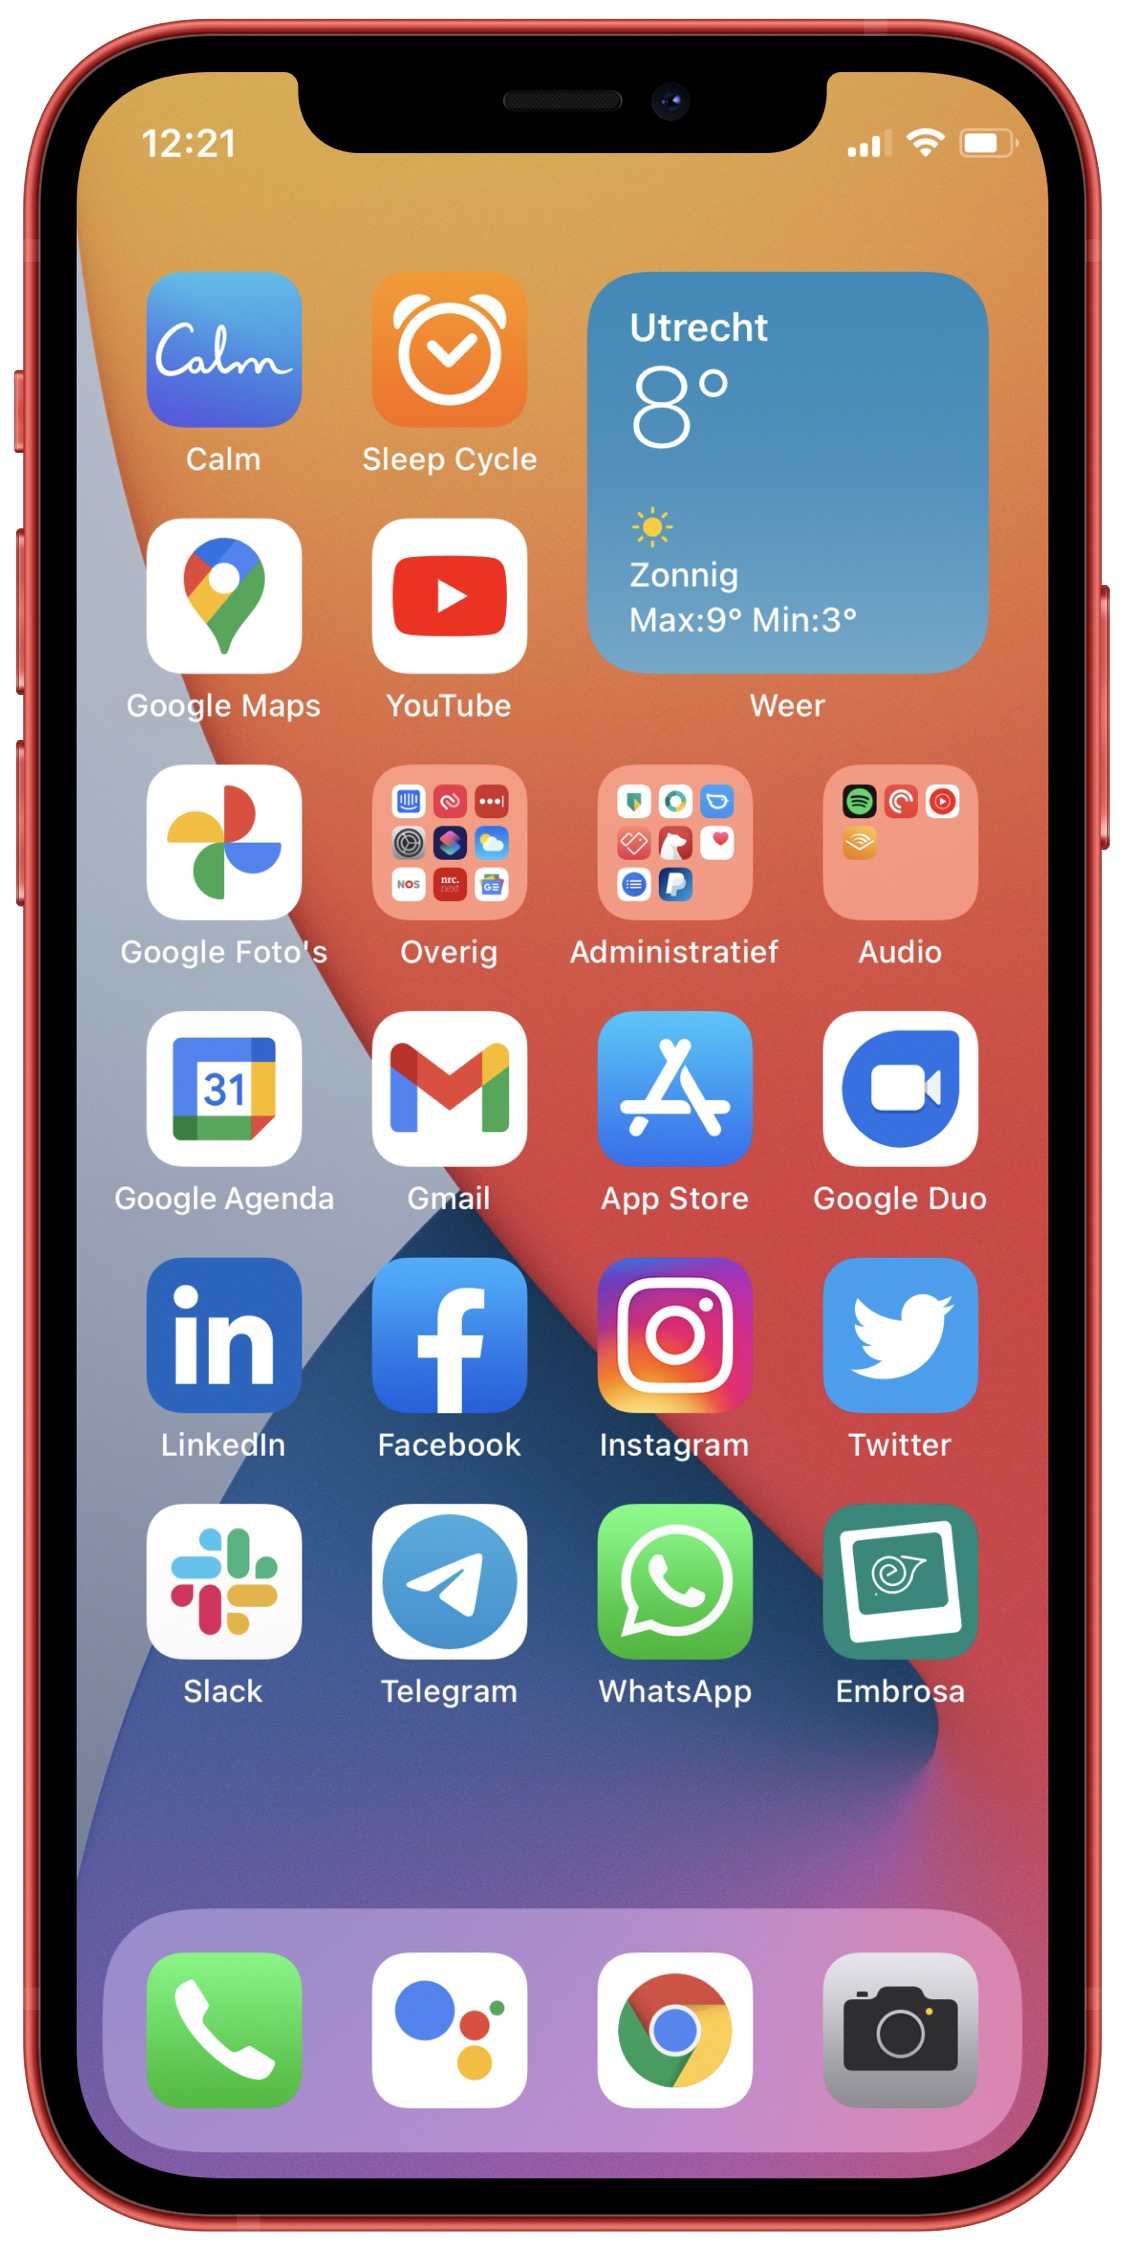 12:21
Calm
Utrecht
8°
Calm
Sleep Cycle
Zonnig
Max:9° Min:3°
Google Maps
YouTube
Weer
NOS
nrc.
next
Google Foto's
Overig
Administratief
Audio
31
Google Agenda
Gmail
App Store
Google Duo
in
f
LinkedIn
Facebook
Instagram
Twitter
Slack
Telegram
WhatsApp
Embrosa